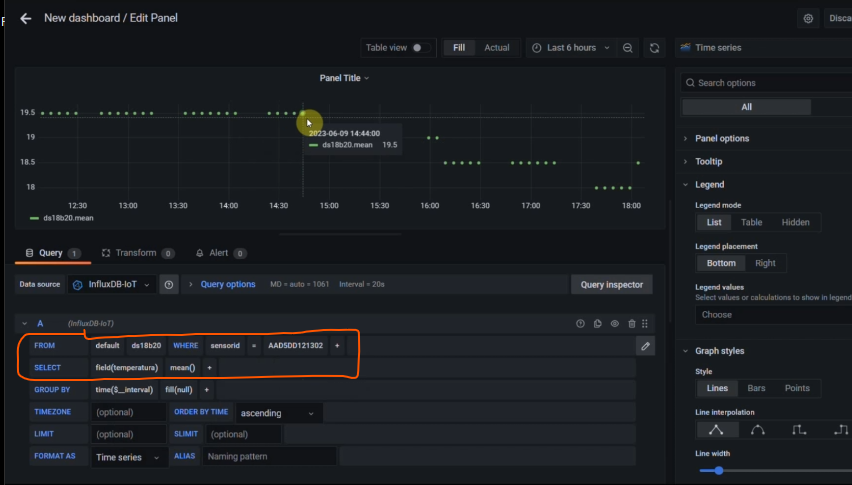 New dashboard / Edit Panel
Disca
Table view Fill Actual Last 6 hours Time series
Panel Title
Search options
19.5
All
2023-06-09 14:44:00
19
ds18b20.mean 19.5
Panel options
18.5
Tooltip
18
Legend
12:30 13:00 13:30 14:00 14:30 15:00 15:30 16:00 16:30 17:00 17:30 18:00
Legend mode
ds18b20.mean
List Table Hidden
Legend placement
Query 1 Transform 0 Alert 0
Bottom Right
Data source InfluxDB-IoT Query options MD = auto = 1061 Interval = 20s Query inspector
Legend values
Select values or calculations to show in legend
Choose
A (InfluxDB-IoT)
FROM default ds18b20 WHERE sensorid = AAD5DD121302 +
Graph styles
SELECT field(temperatura) mean() +
Style
GROUP BY time($__interval) fill(null) +
Lines Bars Points
TIMEZONE (optional) ORDER BY TIME ascending
Line interpolation
LIMIT (optional) SLIMIT (optional)
FORMAT AS Time series ALIAS Naming pattern
Line width